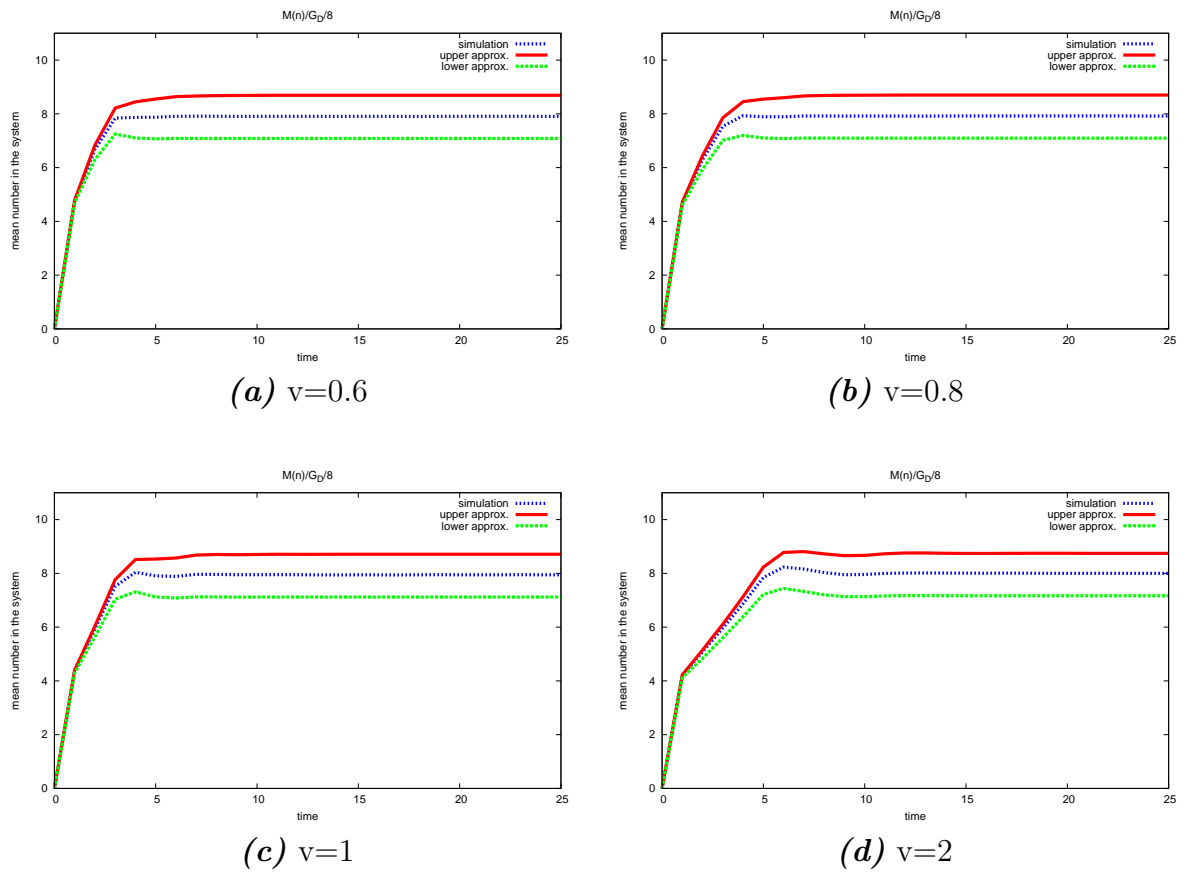 M(n)/G_D/8
simulation
upper approx.
lower approx.
mean number in the system
10
8
6
4
2
0
0 5 10 15 20 25
time
(a) v=0.6
M(n)/G_D/8
simulation
upper approx.
lower approx.
mean number in the system
10
8
6
4
2
0
0 5 10 15 20 25
time
(b) v=0.8
M(n)/G_D/8
simulation
upper approx.
lower approx.
mean number in the system
10
8
6
4
2
0
0 5 10 15 20 25
time
(c) v=1
M(n)/G_D/8
simulation
upper approx.
lower approx.
mean number in the system
10
8
6
4
2
0
0 5 10 15 20 25
time
(d) v=2